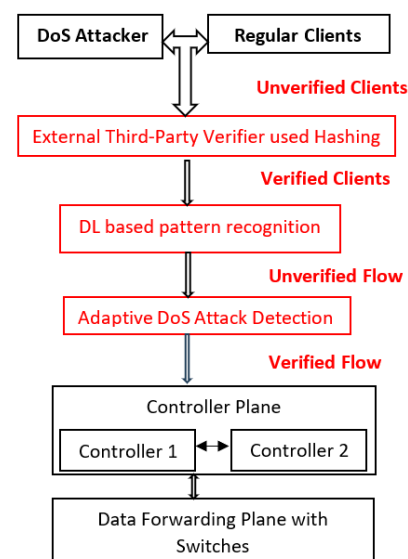 DoS Attacker
Regular Clients
Unverified Clients
External Third-Party Verifier used Hashing
Verified Clients
DL based pattern recognition
Unverified Flow
Adaptive DoS Attack Detection
Verified Flow
Controller Plane
Controller 1
Controller 2
Data Forwarding Plane with
Switches